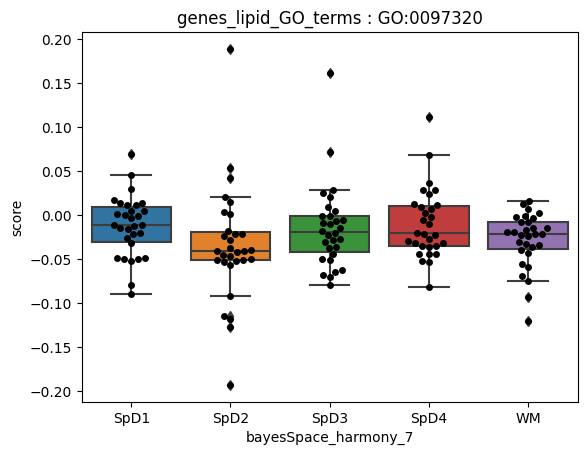 genes_lipid_GO_terms : GO:0097320
0.20
0.15
0.10
0.05
0.00
−0.05
−0.10
−0.15
−0.20
score
SpD1 SpD2 SpD3 SpD4 WM
bayesSpace_harmony_7